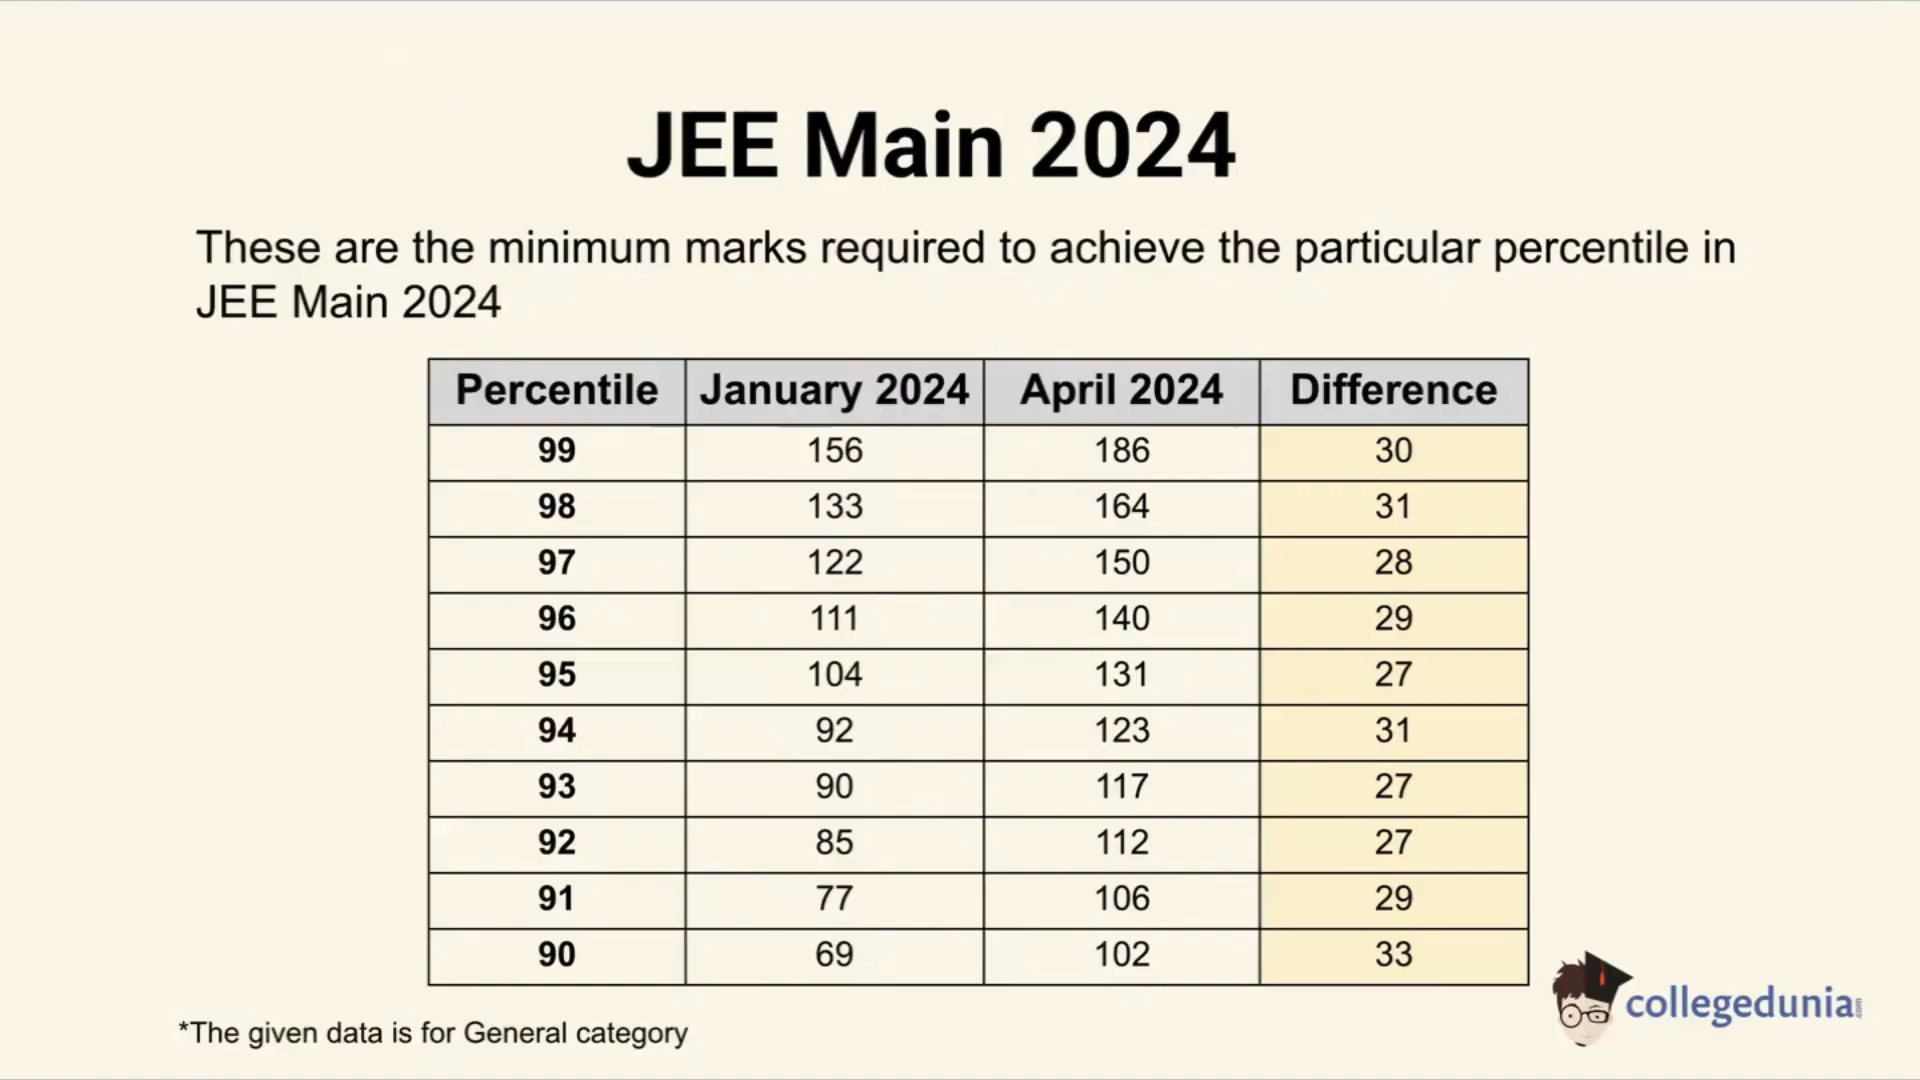 JEE Main 2024
These are the minimum marks required to achieve the particular percentile in
JEE Main 2024
Percentile January 2024 April 2024 Difference
99 156 186 30
98 133 164 31
97 122 150 28
96 111 140 29
95 104 131 27
94 92 123 31
93 90 117 27
92 85 112 27
91 77 106 29
90 69 102 33
*The given data is for General category
collegedunia
.com